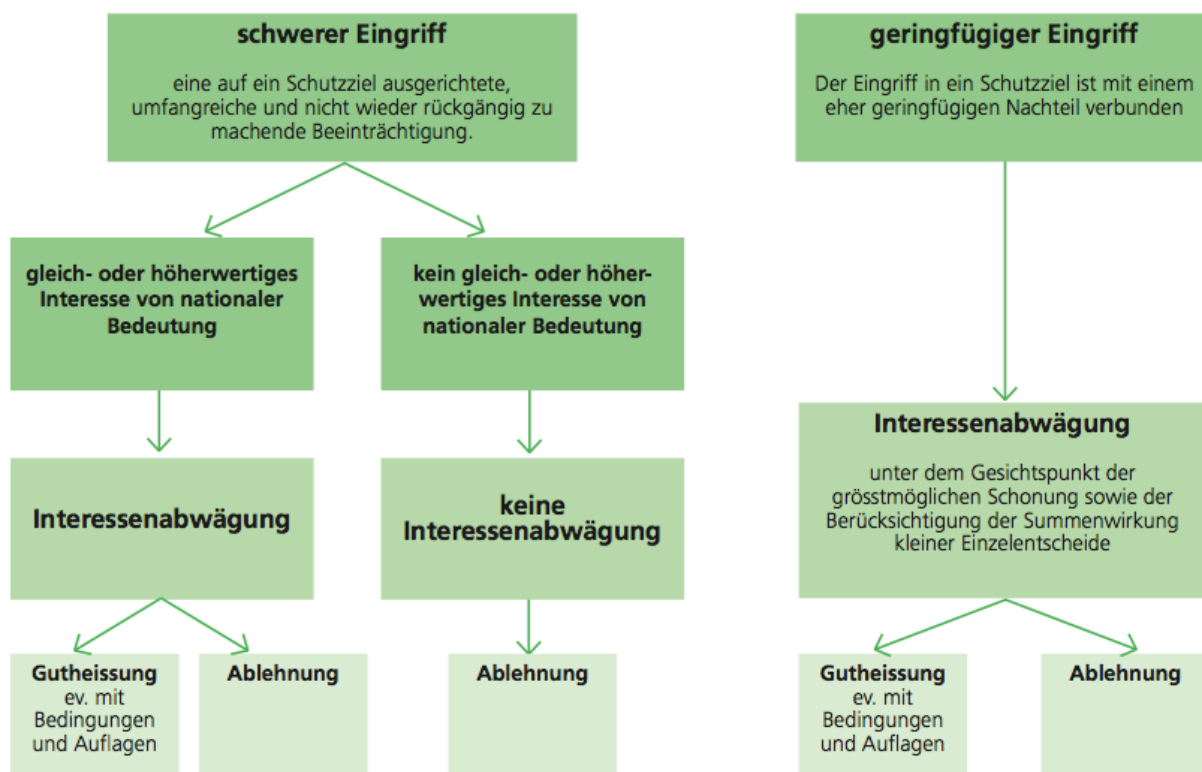 schwerer Eingriff
eine auf ein Schutzziel ausgerichtete,
umfangreiche und nicht wieder rückgängig zu
machende Beeinträchtigung.
geringfügiger Eingriff
Der Eingriff in ein Schutzziel ist mit einem
eher geringfügigen Nachteil verbunden
gleich- oder höherwertiges
Interesse von nationaler
Bedeutung
kein gleich- oder höher-
wertiges Interesse von
nationaler Bedeutung
Interessenabwägung
keine
Interessenabwägung
Interessenabwägung
unter dem Gesichtspunkt der
grösstmöglichen Schonung sowie der
Berücksichtigung der Summenwirkung
kleiner Einzelentscheide
Gutheissung
ev. mit
Bedingungen
und Auflagen
Ablehnung
Ablehnung
Gutheissung
ev. mit
Bedingungen
und Auflagen
Ablehnung